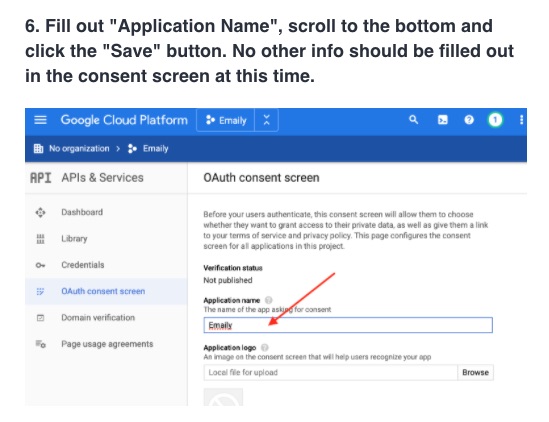 6. Fill out "Application Name", scroll to the bottom and
click the "Save" button. No other info should be filled out
in the consent screen at this time.
Google Cloud Platform
Emaily
1
No organization > Emaily
API APIs & Services
OAuth consent screen
Dashboard
Library
Credentials
OAuth consent screen
Domain verification
Page usage agreements
Before your users authenticate, this consent screen will allow them to choose
whether they want to grant access to their private data, as well as give them a link
to your terms of service and privacy policy. This page configures the consent
screen for all applications in this project.
Verification status
Not published
Application name
The name of the app asking for consent
Emaily
Application logo
An image on the consent screen that will help users recognize your app
Local file for upload
Browse